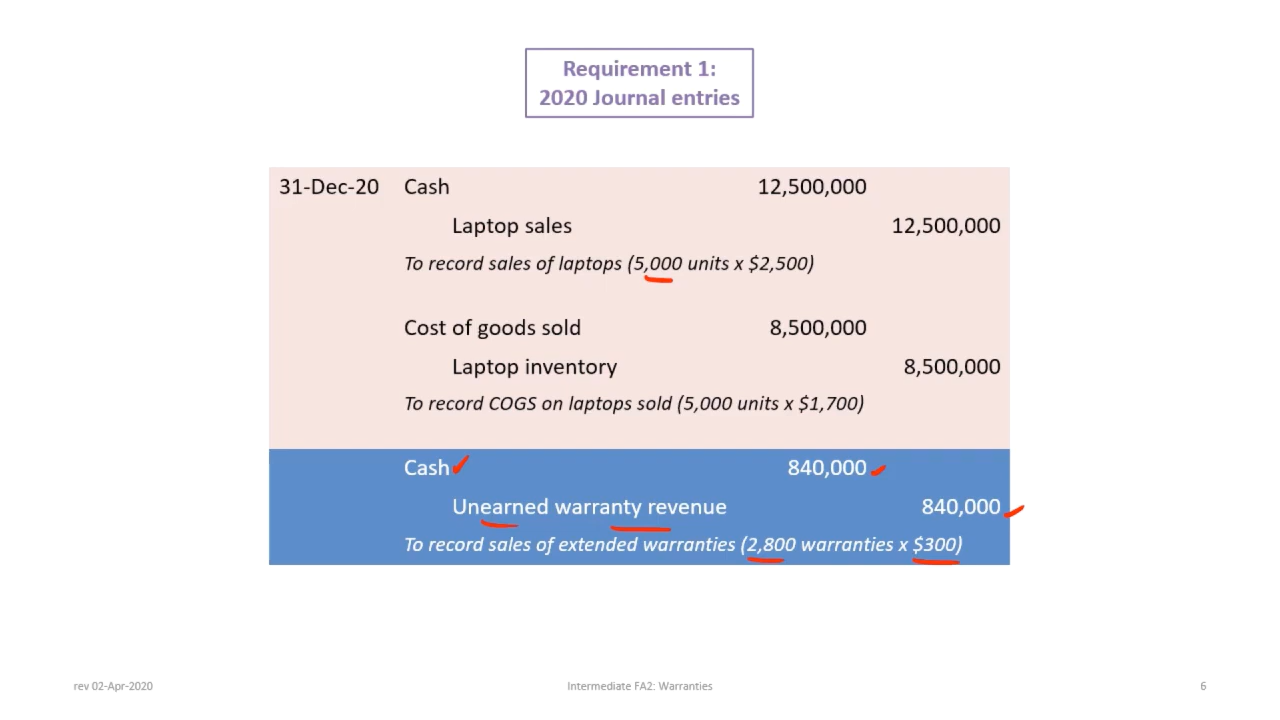 Requirement 1:
2020 Journal entries
31-Dec-20 Cash 12,500,000
Laptop sales 12,500,000
To record sales of laptops (5,000 units x $2,500)
Cost of goods sold 8,500,000
Laptop inventory 8,500,000
To record COGS on laptops sold (5,000 units x $1,700)
Cash 840,000
Unearned warranty revenue 840,000
To record sales of extended warranties (2,800 warranties x $300)
rev 02-Apr-2020 Intermediate FA2: Warranties 6